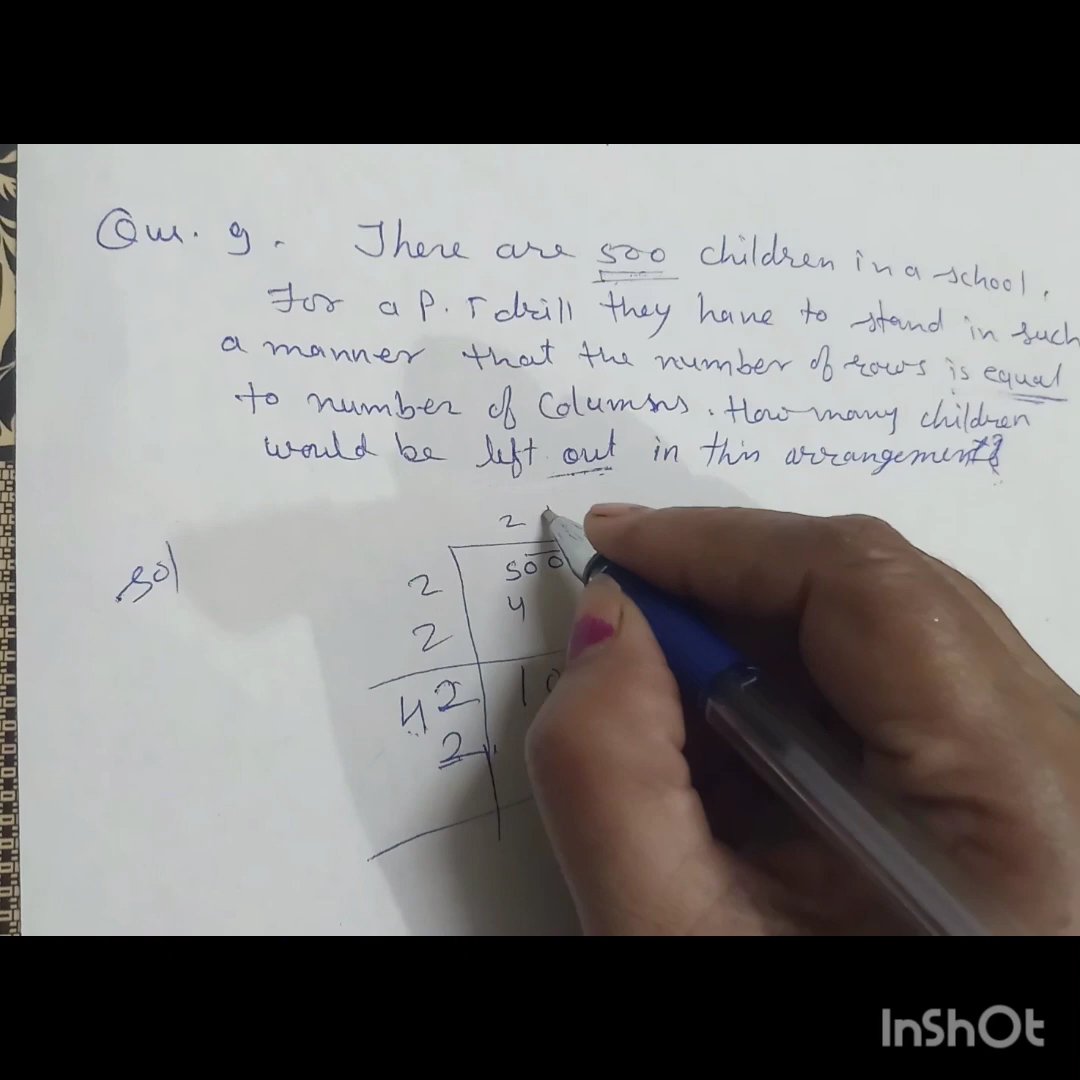 Que. 9. There are 500 children in a school.
For a P.T drill they have to stand in such
a manner that the number of rows is equal
to number of Columns. How many children
would be left out in this arrangement?
sol
2
2 500
2 4
42 10
2
InShOt